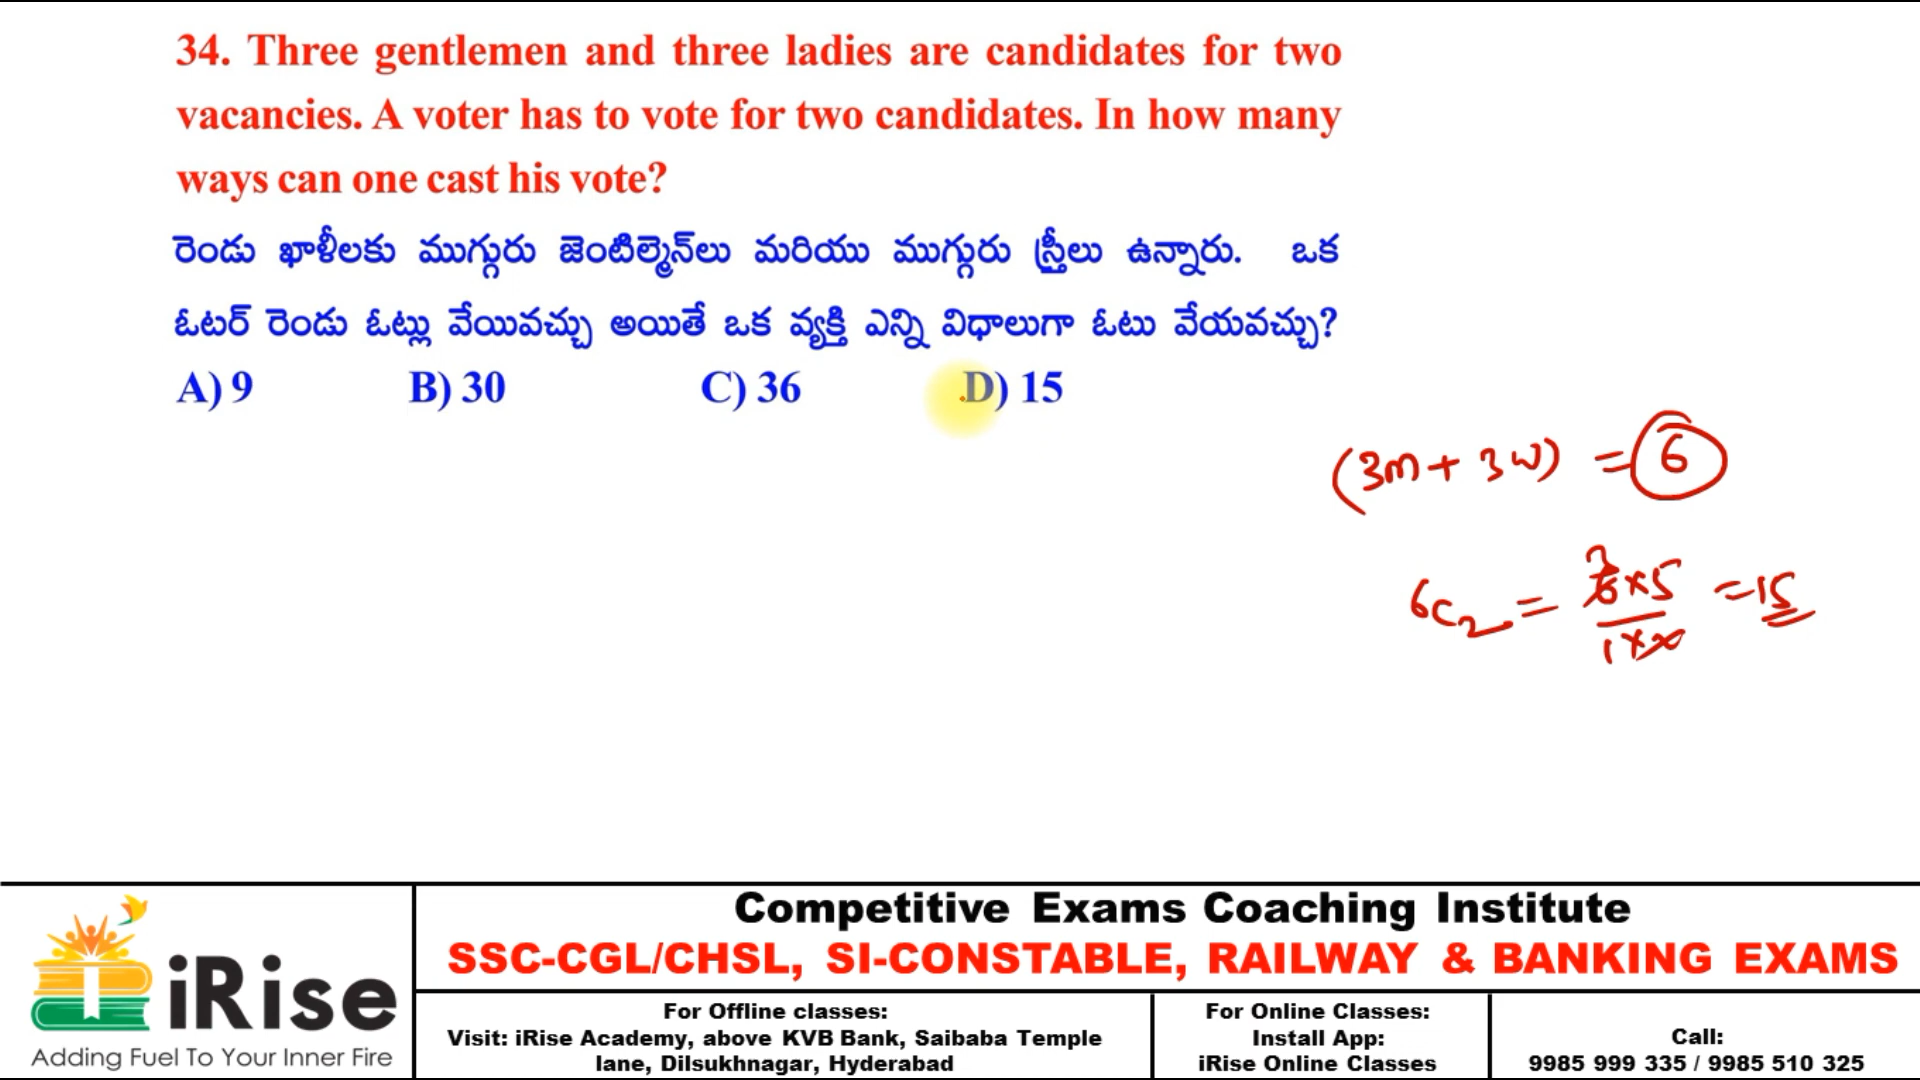 34. Three gentlemen and three ladies are candidates for two
vacancies. A voter has to vote for two candidates. In how many
ways can one cast his vote?
రెండు ఖాళీలకు ముగ్గురు జెంటిల్మెన్‌లు మరియు ముగ్గురు స్త్రీలు ఉన్నారు. ఒక
ఓటర్ రెండు ఓట్లు వేయివచ్చు అయితే ఒక వ్యక్తి ఎన్ని విధాలుగా ఓటు వేయవచ్చు?
A) 9 B) 30 C) 36 D) 15
(3m + 3W) = 6
6c2 = 6×5 = 15
1×2
3
iRise
Adding Fuel To Your Inner Fire
Competitive Exams Coaching Institute
SSC-CGL/CHSL, SI-CONSTABLE, RAILWAY & BANKING EXAMS
For Offline classes:
Visit: iRise Academy, above KVB Bank, Saibaba Temple
lane, Dilsukhnagar, Hyderabad
For Online Classes:
Install App:
iRise Online Classes
Call:
9985 999 335 / 9985 510 325